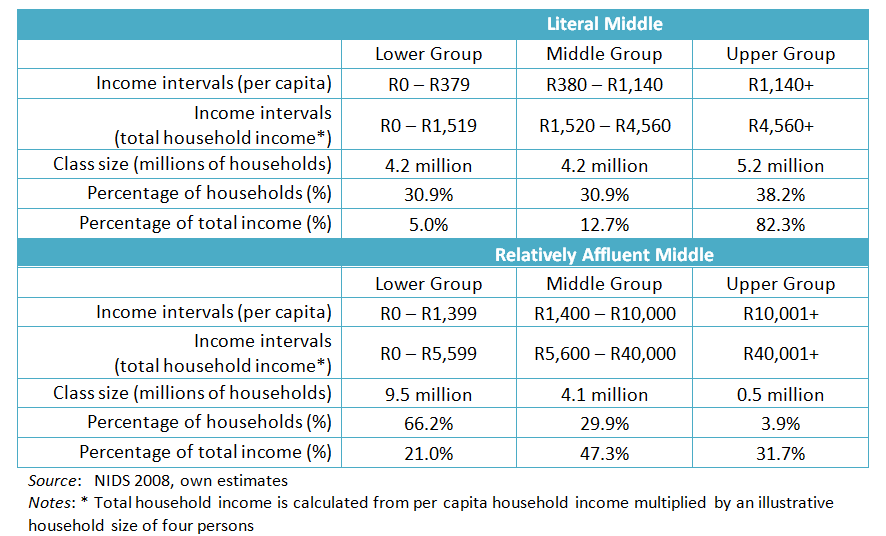 Literal Middle
Lower Group Middle Group Upper Group
Income intervals (per capita) R0 – R379 R380 – R1,140 R1,140+
Income intervals
(total household income*) R0 – R1,519 R1,520 – R4,560 R4,560+
Class size (millions of households) 4.2 million 4.2 million 5.2 million
Percentage of households (%) 30.9% 30.9% 38.2%
Percentage of total income (%) 5.0% 12.7% 82.3%
Relatively Affluent Middle
Lower Group Middle Group Upper Group
Income intervals (per capita) R0 – R1,399 R1,400 – R10,000 R10,001+
Income intervals
(total household income*) R0 – R5,599 R5,600 – R40,000 R40,001+
Class size (millions of households) 9.5 million 4.1 million 0.5 million
Percentage of households (%) 66.2% 29.9% 3.9%
Percentage of total income (%) 21.0% 47.3% 31.7%
Source: NIDS 2008, own estimates
Notes: * Total household income is calculated from per capita household income multiplied by an illustrative
household size of four persons